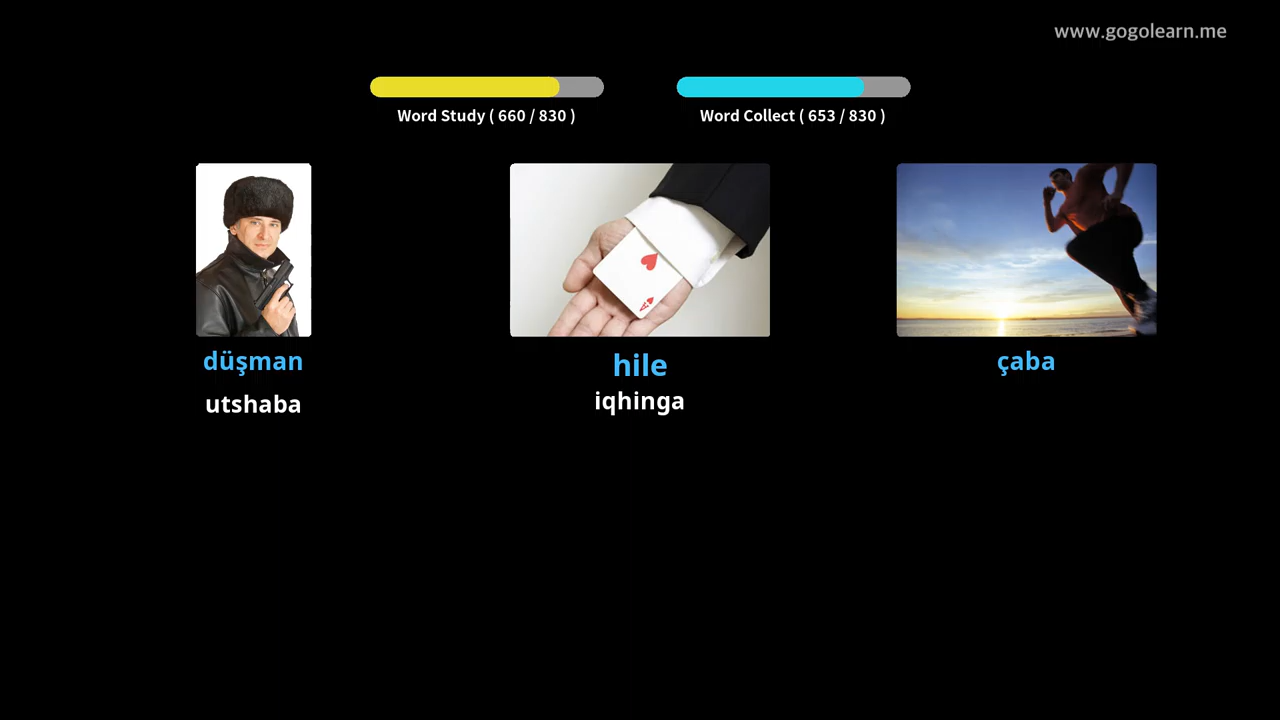 www.gogolearn.me
Word Study ( 660 / 830 )
Word Collect ( 653 / 830 )
düşman
hile
çaba
utshaba
iqhinga